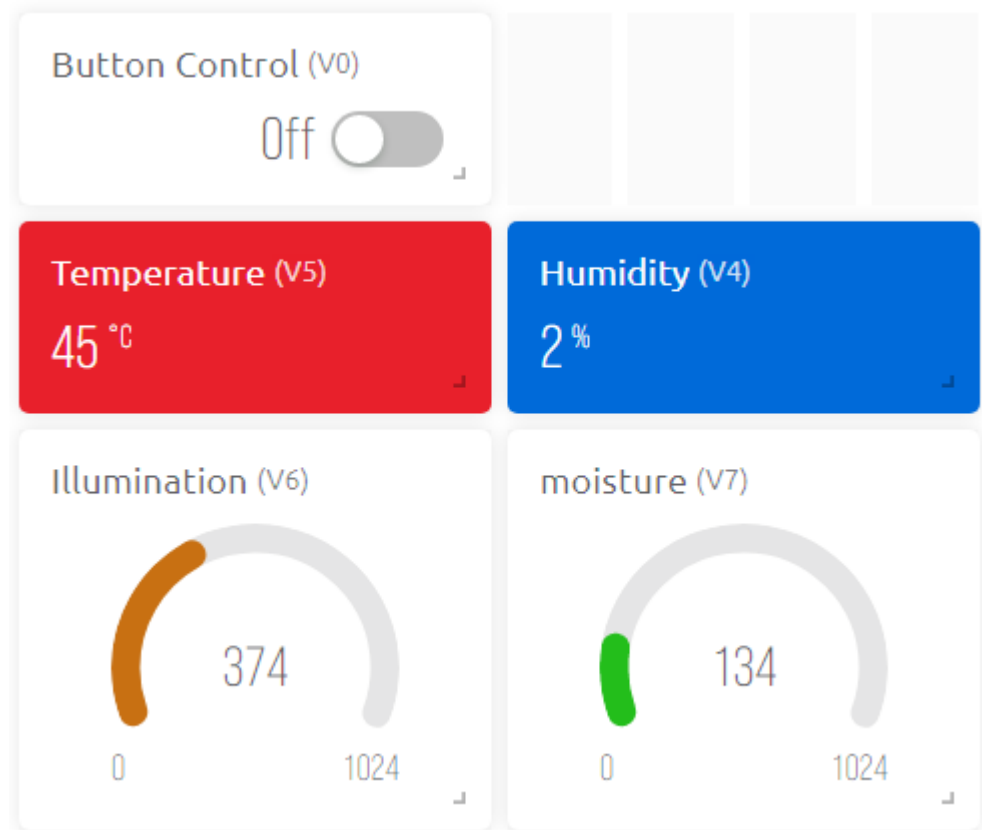 Button Control (V0)
Off
Temperature (V5)
Humidity (V4)
45 °C
2 %
Illumination (V6)
moisture (V7)
374
134
0
1024
0
1024